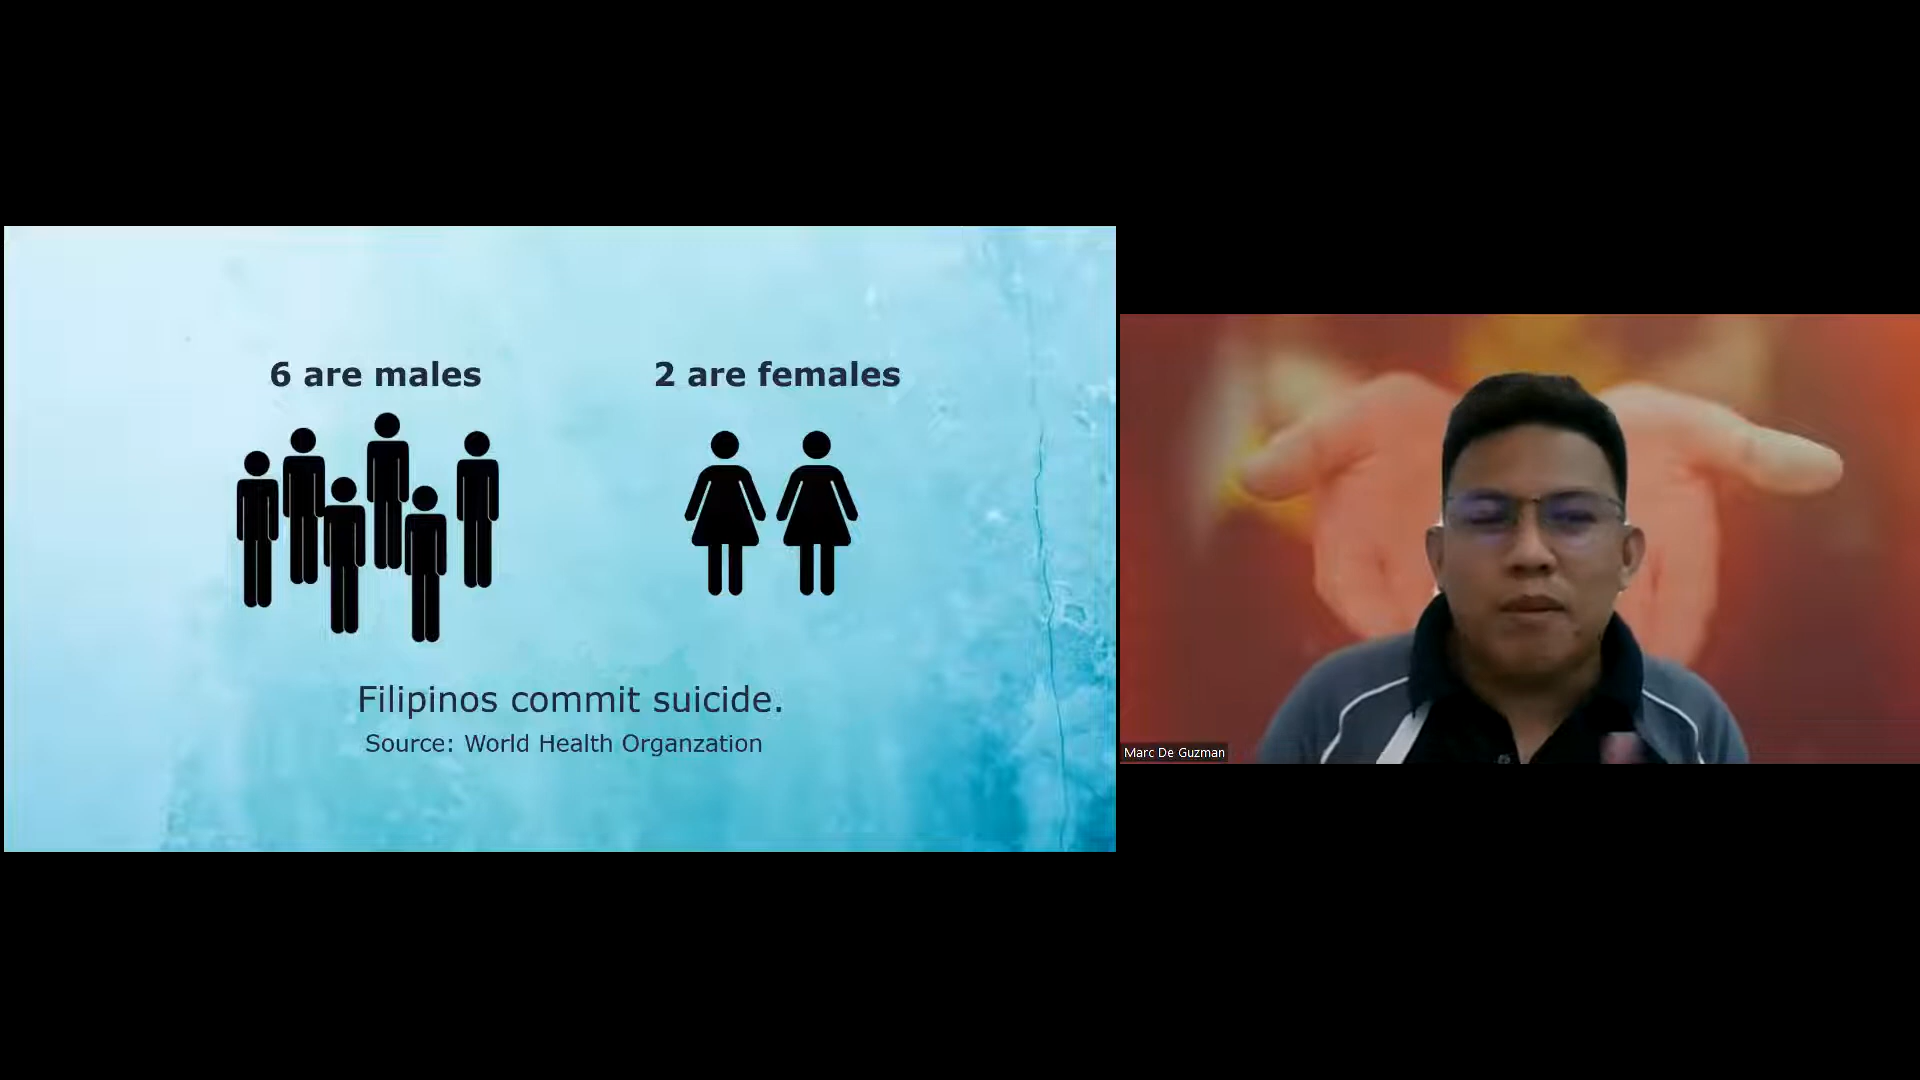 6 are males
2 are females
Filipinos commit suicide.
Source: World Health Organzation
Marc De Guzman